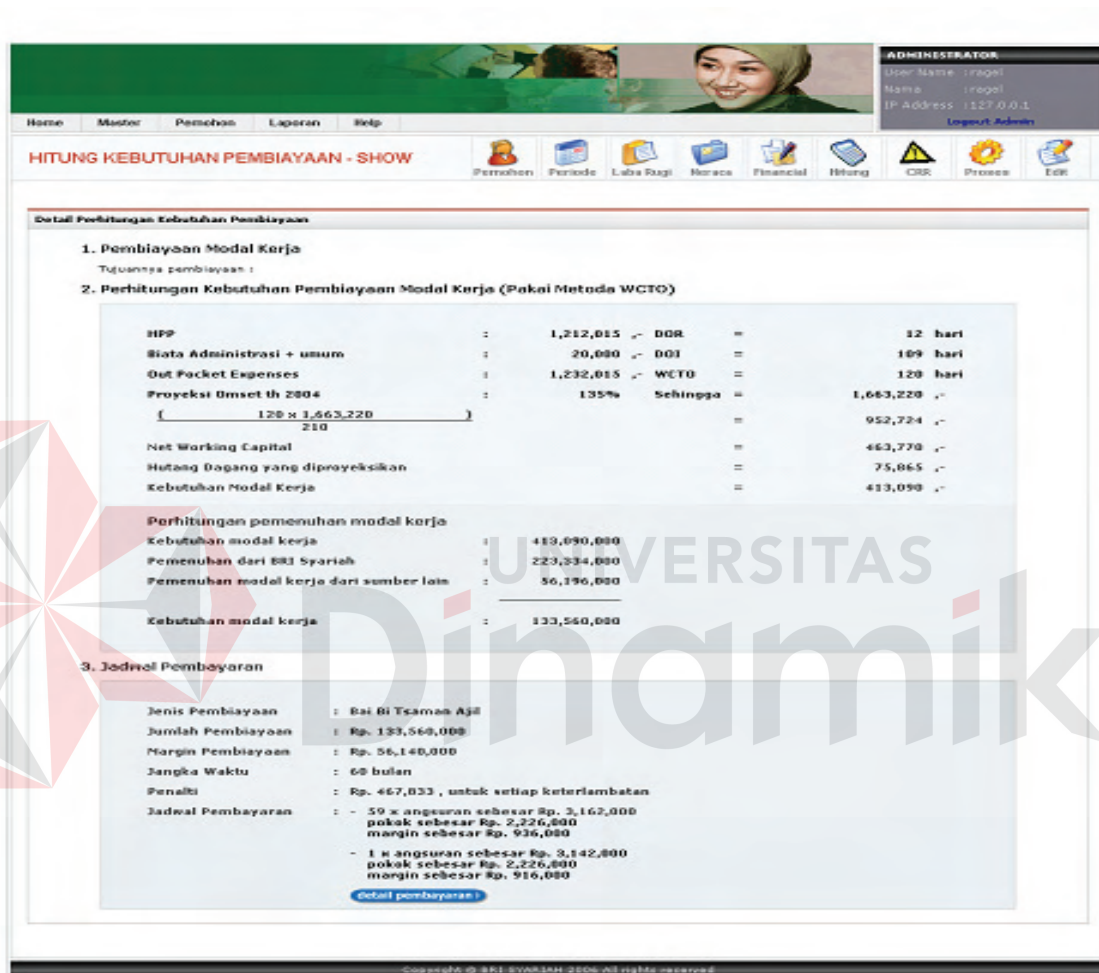 ADMINISTRATOR
User Name : ragel
Nama : ragel
IP Address : 127.0.0.1
Logout Admin
Home Master Pemohon Laporan Help
HITUNG KEBUTUHAN PEMBIAYAAN - SHOW
Pemohon Periode Laba Rugi Neraca Financial Hitung CRR Proses Edit
Detail Perhitungan Kebutuhan Pembiayaan
1. Pembiayaan Modal Kerja
Tujuannya pembiayaan :
2. Perhitungan Kebutuhan Pembiayaan Modal Kerja (Pakai Metoda WCTO)
HPP : 1,212,015 ,- DOR = 12 hari
Biata Administrasi + umum : 20,000 ,- DOI = 109 hari
Out Pocket Expenses : 1,232,015 ,- WCTO = 120 hari
Proyeksi Omset th 2004 : 135% Sehingga = 1,663,220 ,-
( 120 x 1,663,220 ) = 952,724 ,-
210
Net Working Capital = 463,770 ,-
Hutang Dagang yang diproyeksikan = 75,865 ,-
Kebutuhan Modal Kerja = 413,090 ,-
Perhitungan pemenuhan modal kerja
Kebutuhan modal kerja : 413,090,000
Pemenuhan dari BRI Syariah : 223,334,000
Pemenuhan modal kerja dari sumber lain : 56,196,000
Kebutuhan modal kerja : 133,560,000
3. Jadwal Pembayaran
Jenis Pembiayaan : Bai Bi Tsaman Ajil
Jumlah Pembiayaan : Rp. 133,560,000
Margin Pembiayaan : Rp. 56,140,000
Jangka Waktu : 60 bulan
Penalti : Rp. 467,833 , untuk setiap keterlambatan
Jadwal Pembayaran : - 59 x angsuran sebesar Rp. 3,162,000
pokok sebesar Rp. 2,226,000
margin sebesar Rp. 936,000
- 1 x angsuran sebesar Rp. 3,142,000
pokok sebesar Rp. 2,226,000
margin sebesar Rp. 916,000
detail pembayaran
UNIVERSITAS
Dinamika
Copyright @ BRI SYARIAH 2006 All rights reserved